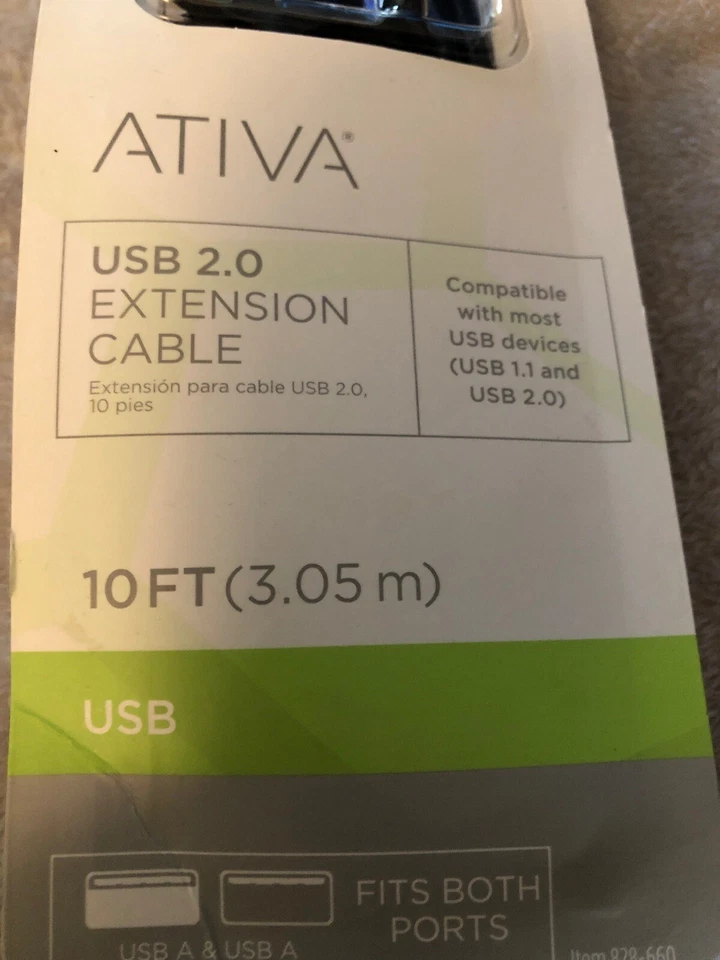 ATIVA®
USB 2.0
EXTENSION
CABLE
Extensión para cable USB 2.0,
10 pies
Compatible
with most
USB devices
(USB 1.1 and
USB 2.0)
10 FT (3.05 m)
USB
FITS BOTH
PORTS
USB A & USB A
Item